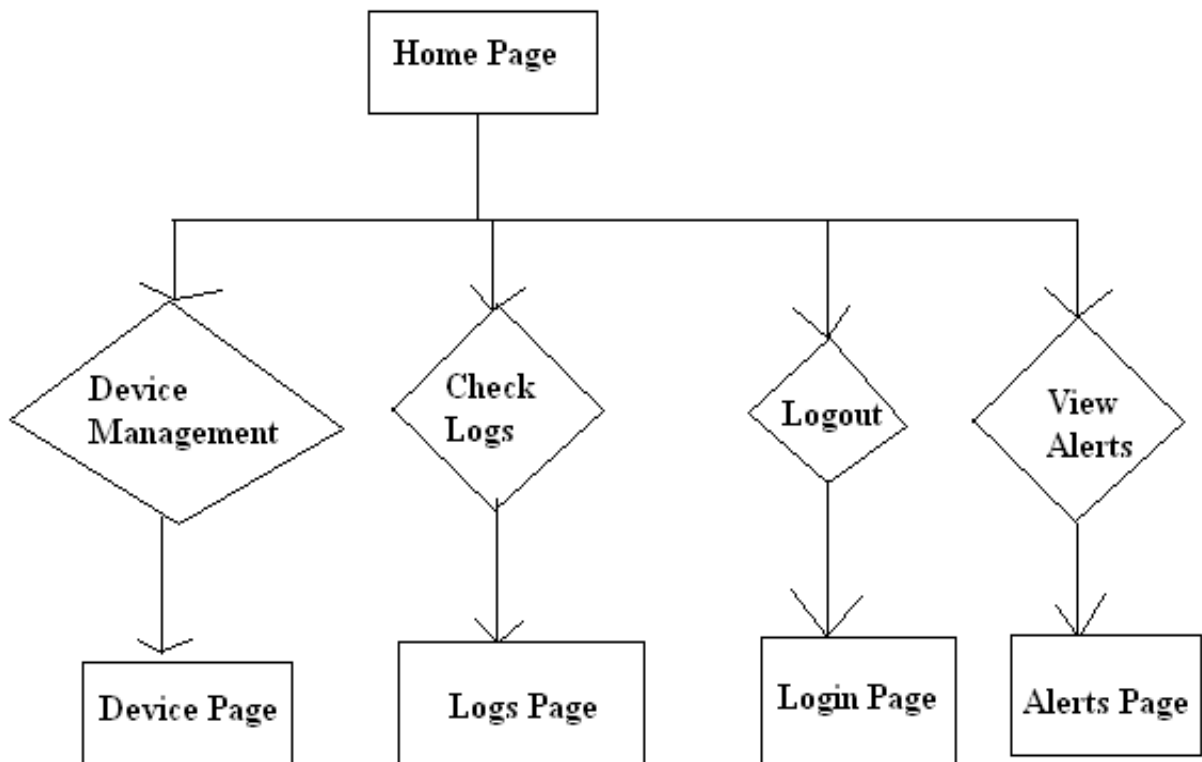 Home Page
Device
Management
Check
Logs
Logout
View
Alerts
Device Page
Logs Page
Login Page
Alerts Page